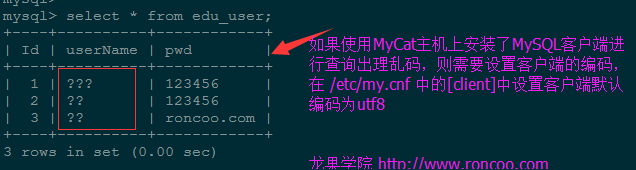 mysql>
mysql> select * from edu_user;
+----+----------+------------+
| Id | userName | pwd        |
+----+----------+------------+
|  1 | ???      | 123456     |
|  2 | ??       | 123456     |
|  3 | ??       | roncoo.com |
+----+----------+------------+
3 rows in set (0.00 sec)
如果使用MyCat主机上安装了MySQL客户端进
行查询出理乱码，则需要设置客户端的编码，
在 /etc/my.cnf 中的[client]中设置客户端默认
编码为utf8
龙果学院 http://www.roncoo.com